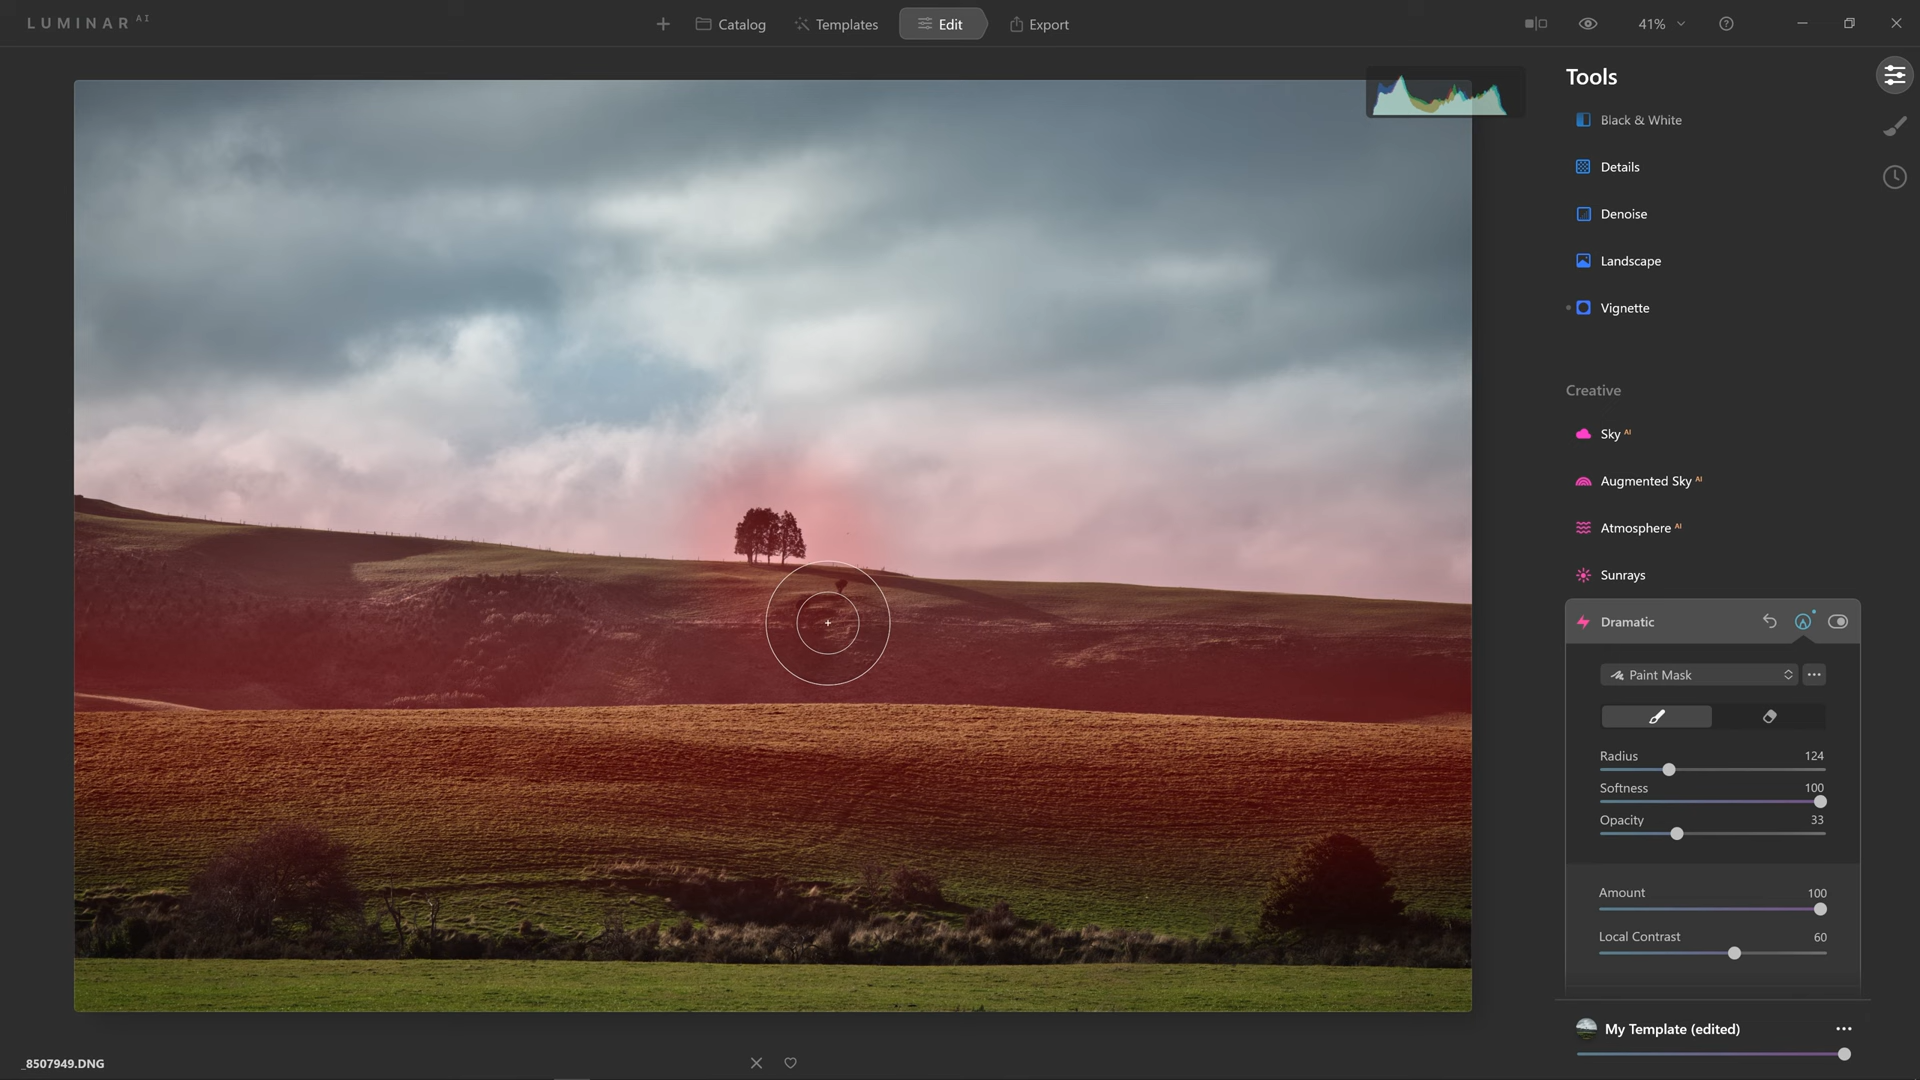 LUMINAR AI
Catalog
Templates
Edit
Export
41%
Tools
Black & White
Details
Denoise
Landscape
Vignette
Creative
Sky AI
Augmented Sky AI
Atmosphere AI
Sunrays
Dramatic
Paint Mask
Radius 124
Softness 100
Opacity 33
Amount 100
Local Contrast 60
My Template (edited)
_8507949.DNG